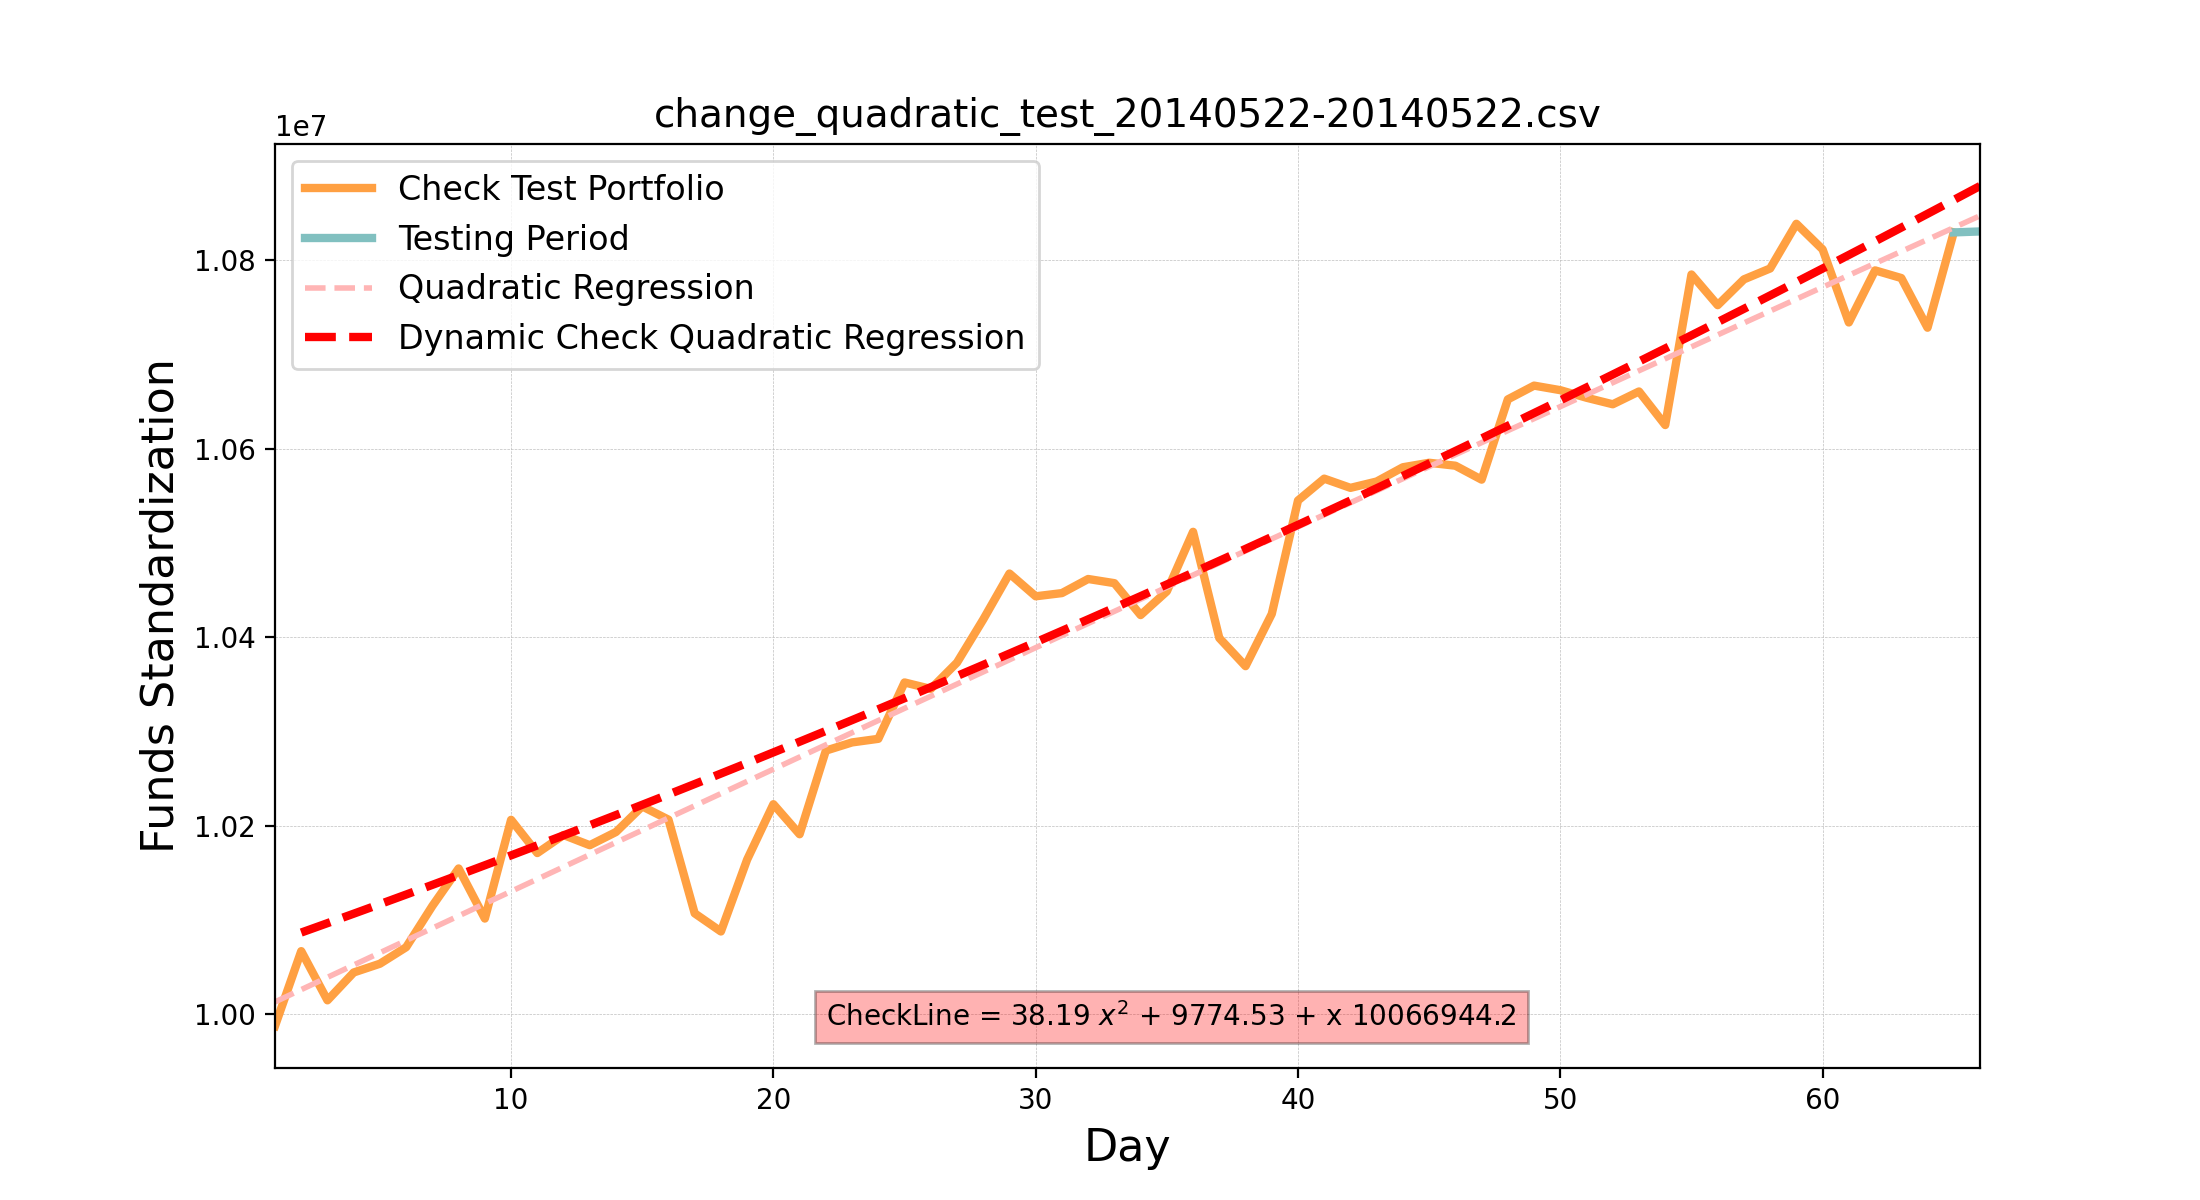 change_quadratic_test_20140522-20140522.csv
1e7
Check Test Portfolio
Testing Period
Quadratic Regression
Dynamic Check Quadratic Regression
Funds Standardization
1.08
1.06
1.04
1.02
1.00
CheckLine = 38.19 x² + 9774.53 + x 10066944.2
10 20 30 40 50 60
Day